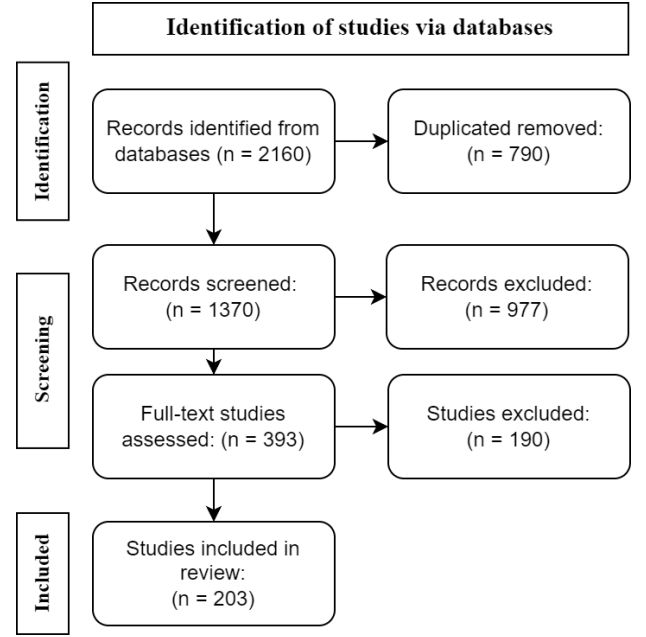 Identification of studies via databases
Identification
Records identified from
databases (n = 2160)
Duplicated removed:
(n = 790)
Screening
Records screened:
(n = 1370)
Records excluded:
(n = 977)
Full-text studies
assessed: (n = 393)
Studies excluded:
(n = 190)
Included
Studies included in
review:
(n = 203)